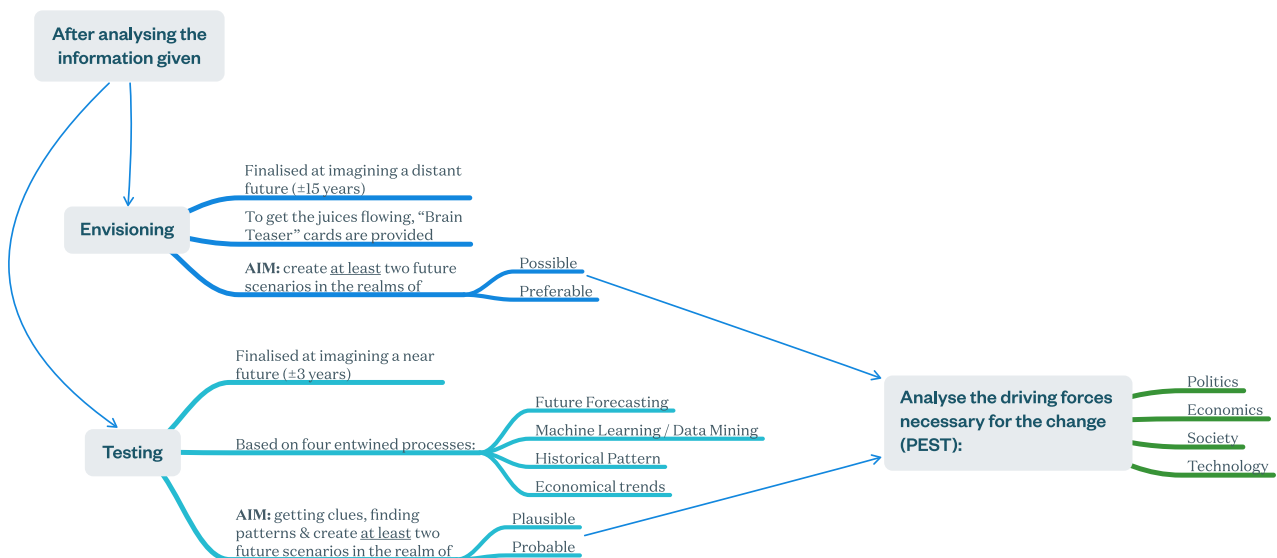 After analysing the
information given
Envisioning
Finalised at imagining a distant
future (±15 years)
To get the juices flowing, “Brain
Teaser” cards are provided
AIM: create at least two future
scenarios in the realms of
Possible
Preferable
Testing
Finalised at imagining a near
future (±3 years)
Based on four entwined processes:
Future Forecasting
Machine Learning / Data Mining
Historical Pattern
Economical trends
AIM: getting clues, finding
patterns & create at least two
future scenarios in the realm of
Plausible
Probable
Analyse the driving forces
necessary for the change
(PEST):
Politics
Economics
Society
Technology